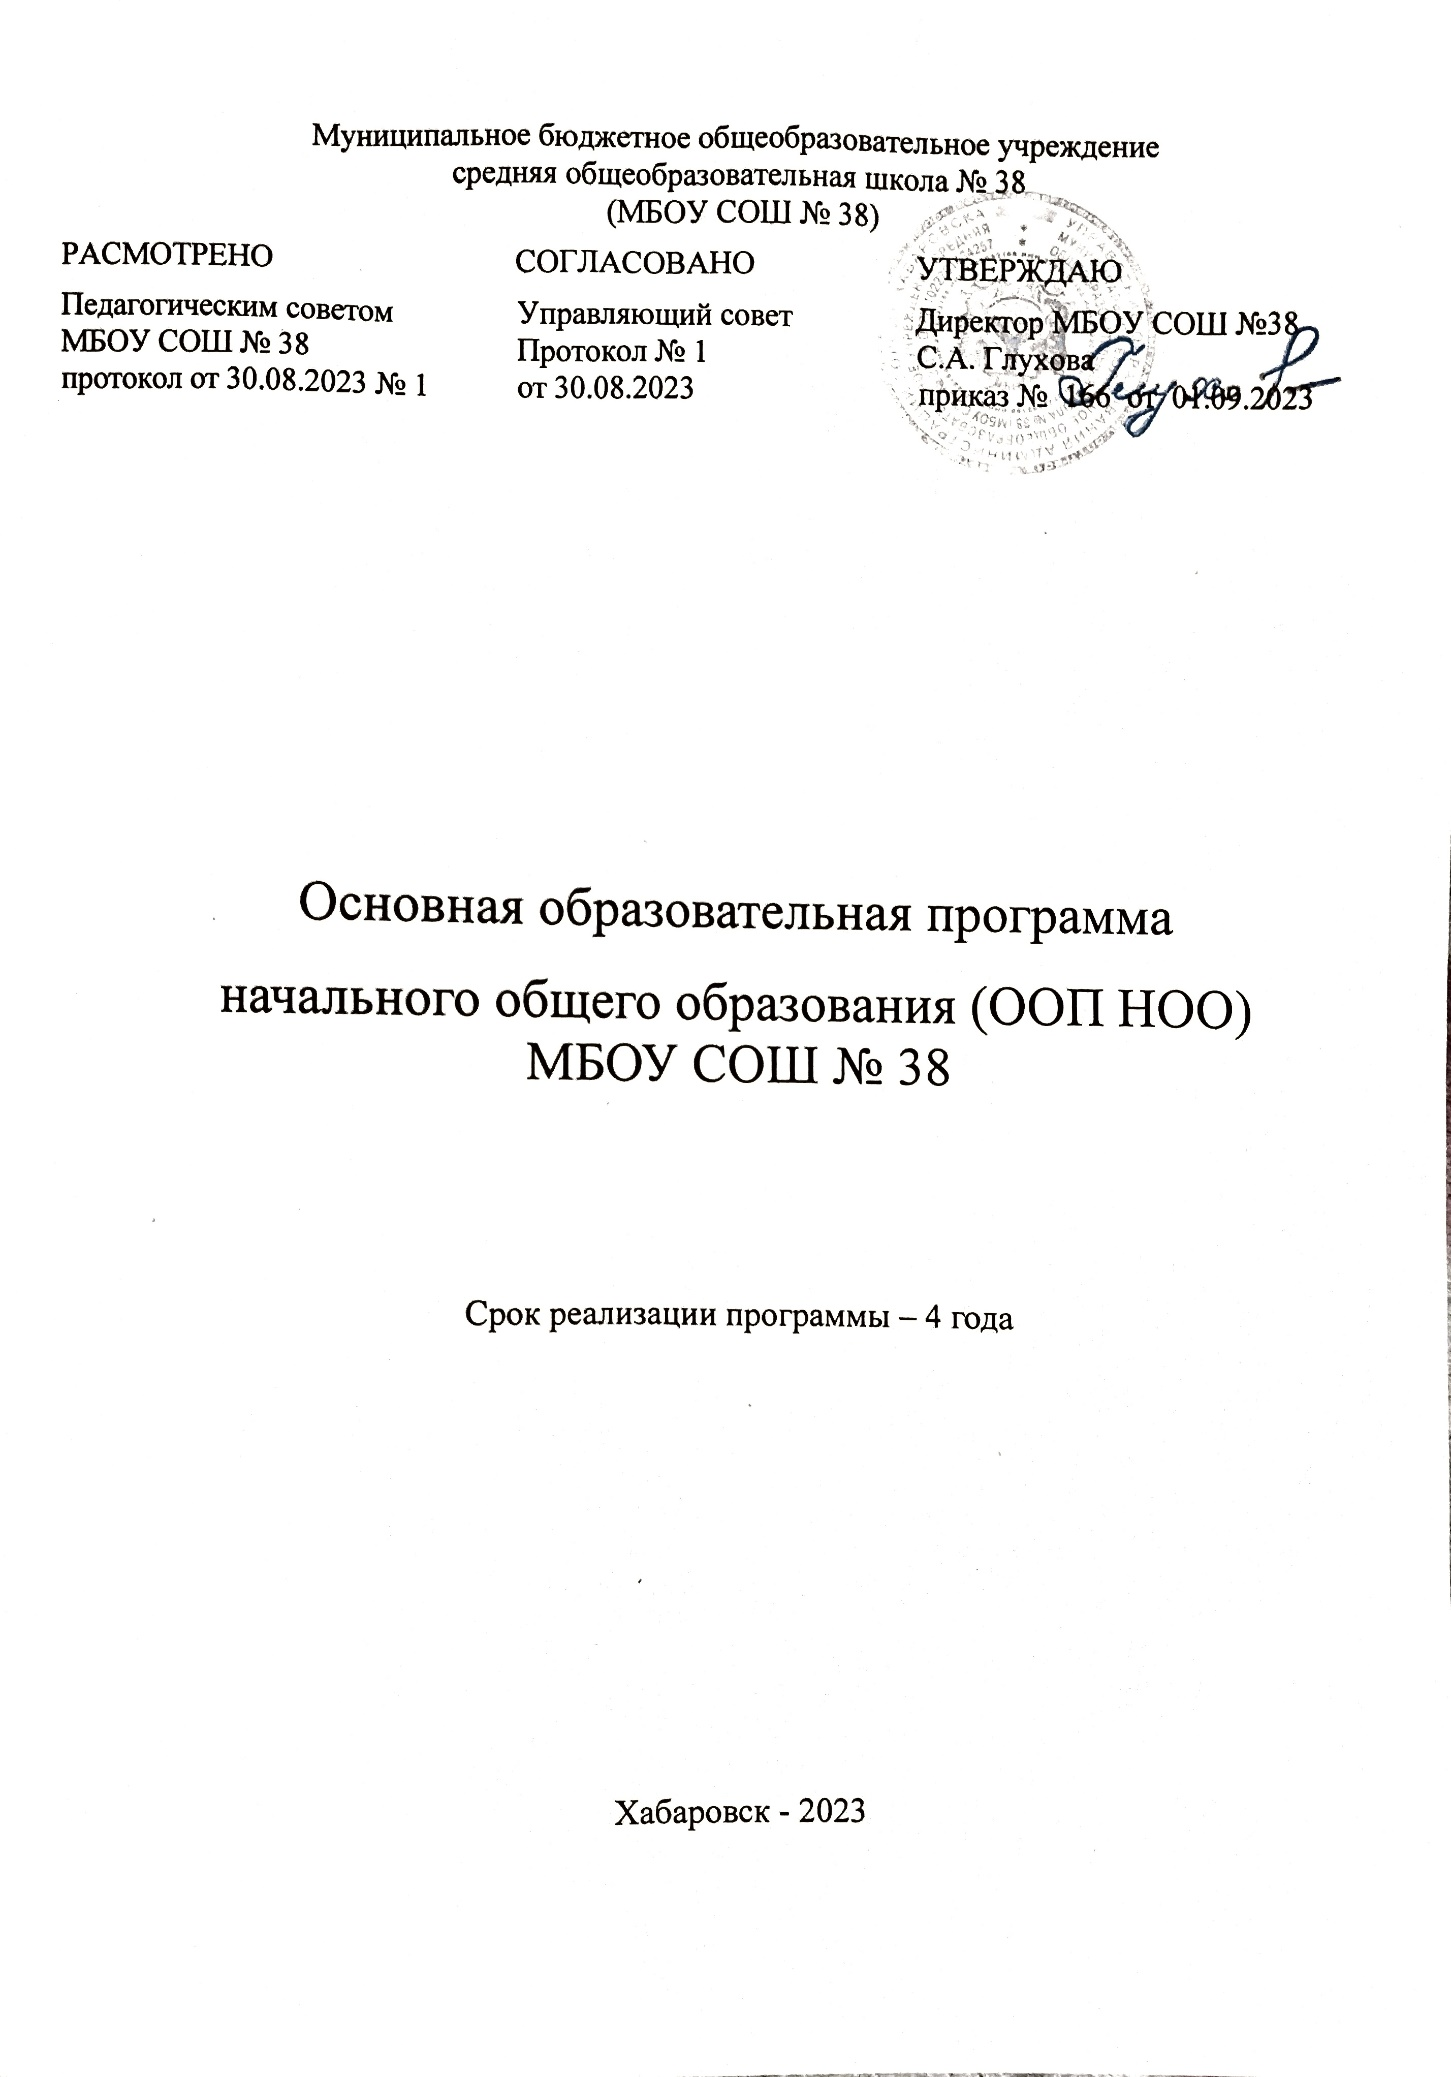 Муниципальное бюджетное общеобразовательное учреждение
средняя общеобразовательная школа № 38
(МБОУ СОШ № 38)
РАСМОТРЕНО
Педагогическим советом
МБОУ СОШ № 38
протокол от 30.08.2023 № 1
СОГЛАСОВАНО
Управляющий совет
Протокол № 1
от 30.08.2023
УТВЕРЖДАЮ
Директор МБОУ СОШ №38
С.А. Глухова
приказ № 166 от 01.09.2023
Основная образовательная программа
начального общего образования (ООП НОО)
МБОУ СОШ № 38
Срок реализации программы – 4 года
Хабаровск - 2023